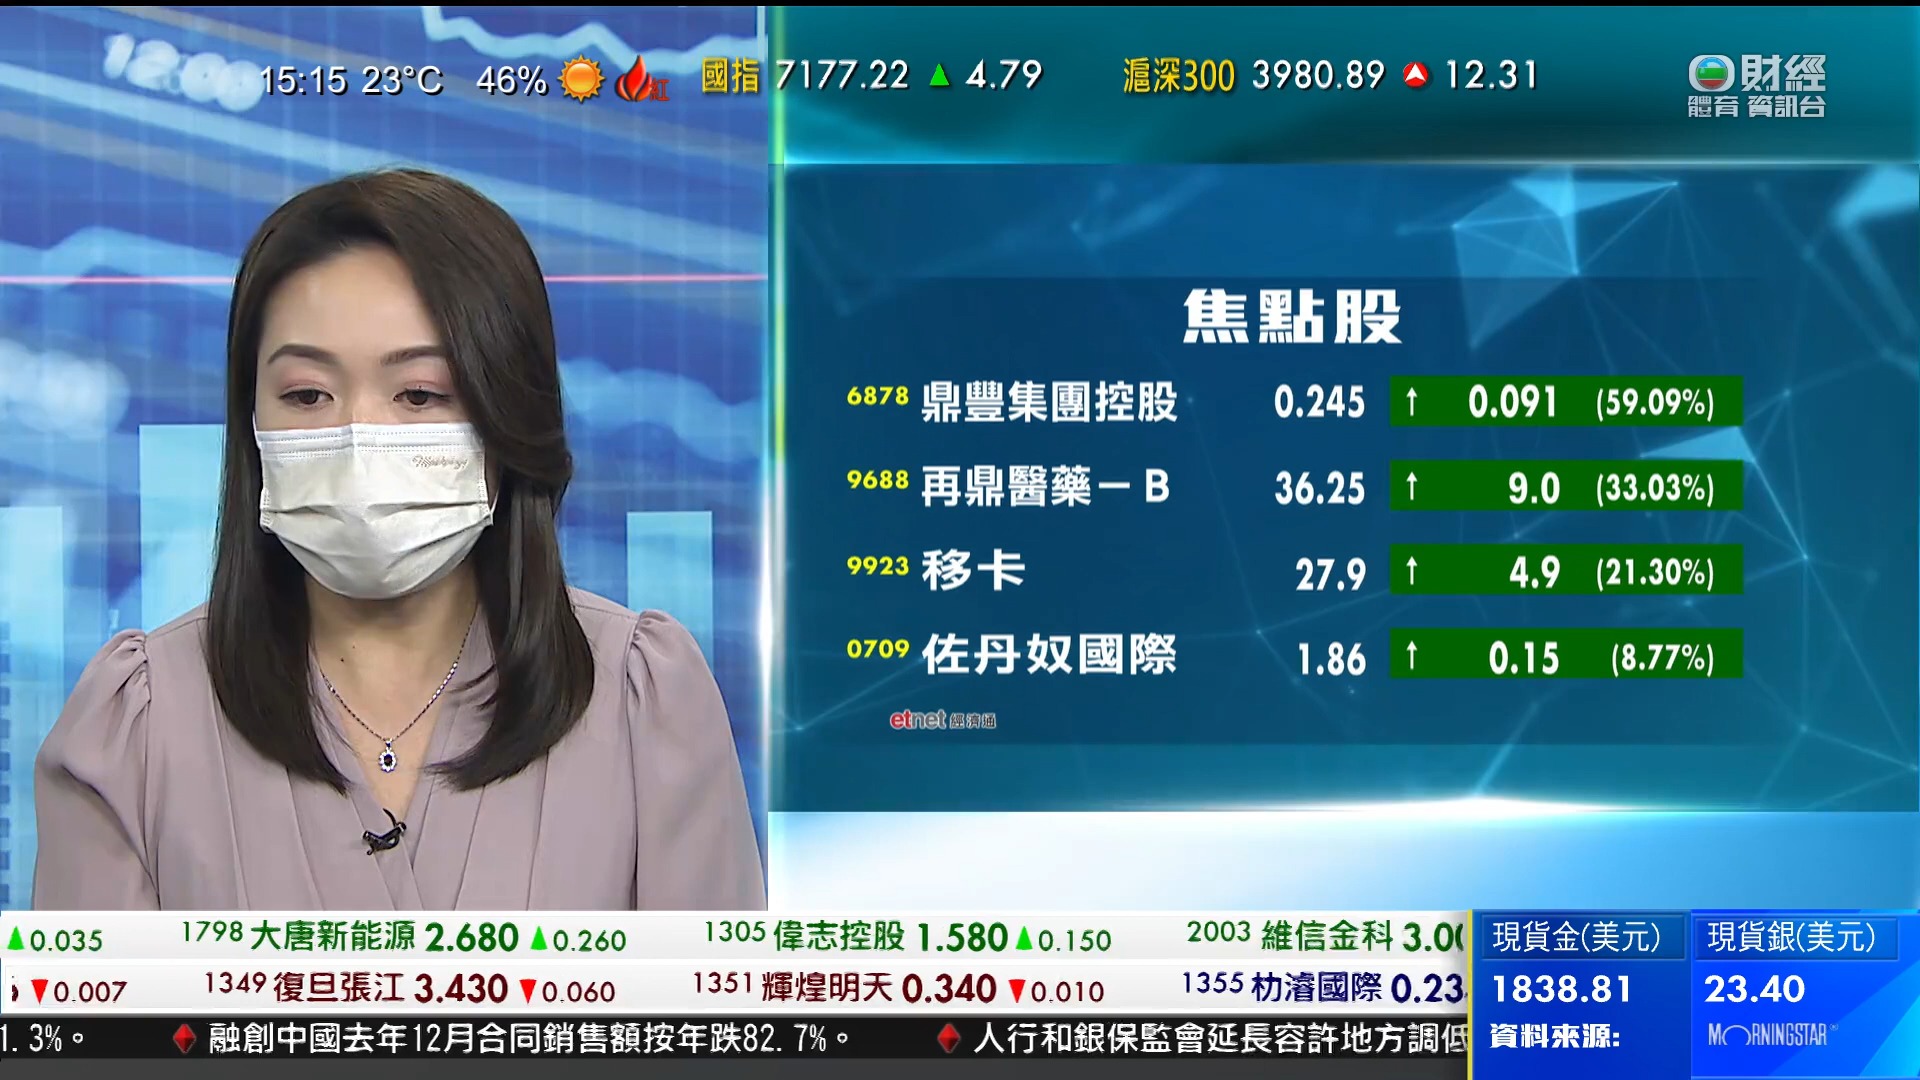 15:15 23°C 46% 紅 國指 7177.22 ▲ 4.79 滬深300 3980.89 ▲ 12.31
財經
體育 資訊台
焦點股
6878 鼎豐集團控股 0.245 ↑ 0.091 (59.09%)
9688 再鼎醫藥－B 36.25 ↑ 9.0 (33.03%)
9923 移卡 27.9 ↑ 4.9 (21.30%)
0709 佐丹奴國際 1.86 ↑ 0.15 (8.77%)
etnet 經濟通
▲0.035 1798 大唐新能源 2.680 ▲0.260 1305 偉志控股 1.580 ▲0.150 2003 維信金科 3.00
▼0.007 1349 復旦張江 3.430 ▼0.060 1351 輝煌明天 0.340 ▼0.010 1355 朸濬國際 0.23
1.3%。 融創中國去年12月合同銷售額按年跌82.7%。 人行和銀保監會延長容許地方調低
現貨金(美元) 現貨銀(美元)
1838.81 23.40
資料來源: MORNINGSTAR